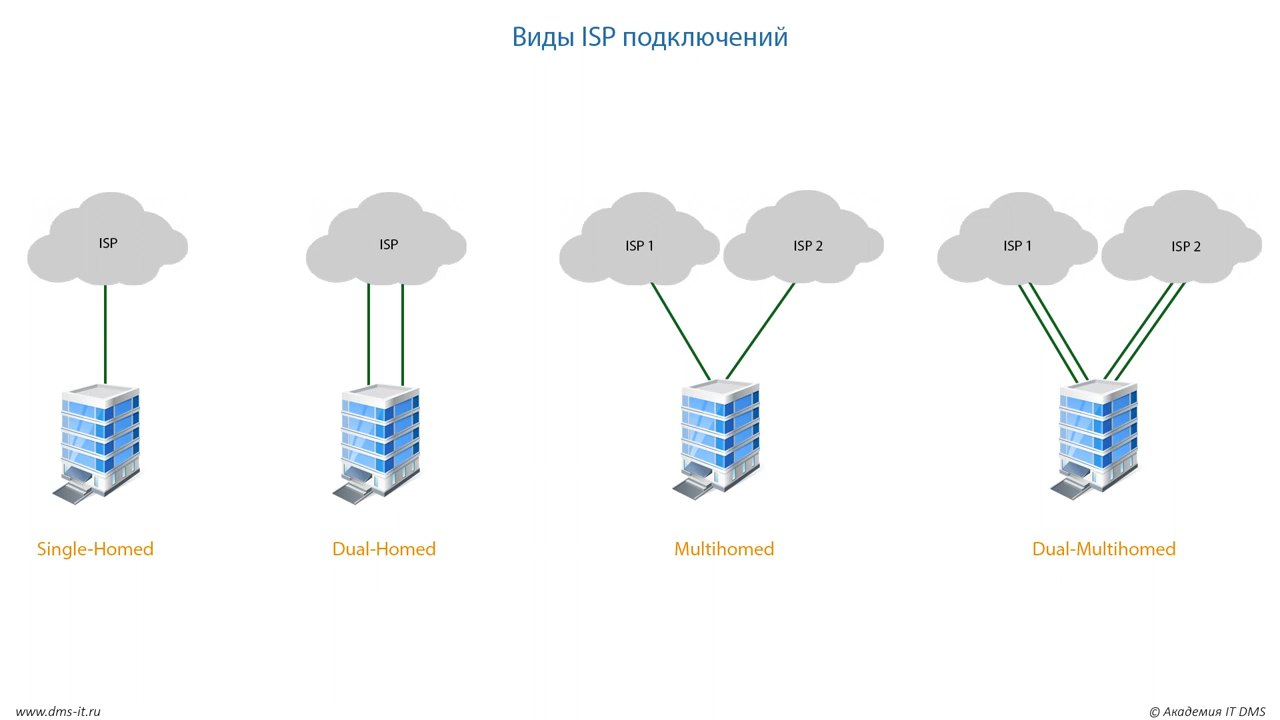 Виды ISP подключений
ISP
ISP
ISP 1
ISP 2
ISP 1
ISP 2
Single-Homed
Dual-Homed
Multihomed
Dual-Multihomed
www.dms-it.ru
© Академия IT DMS